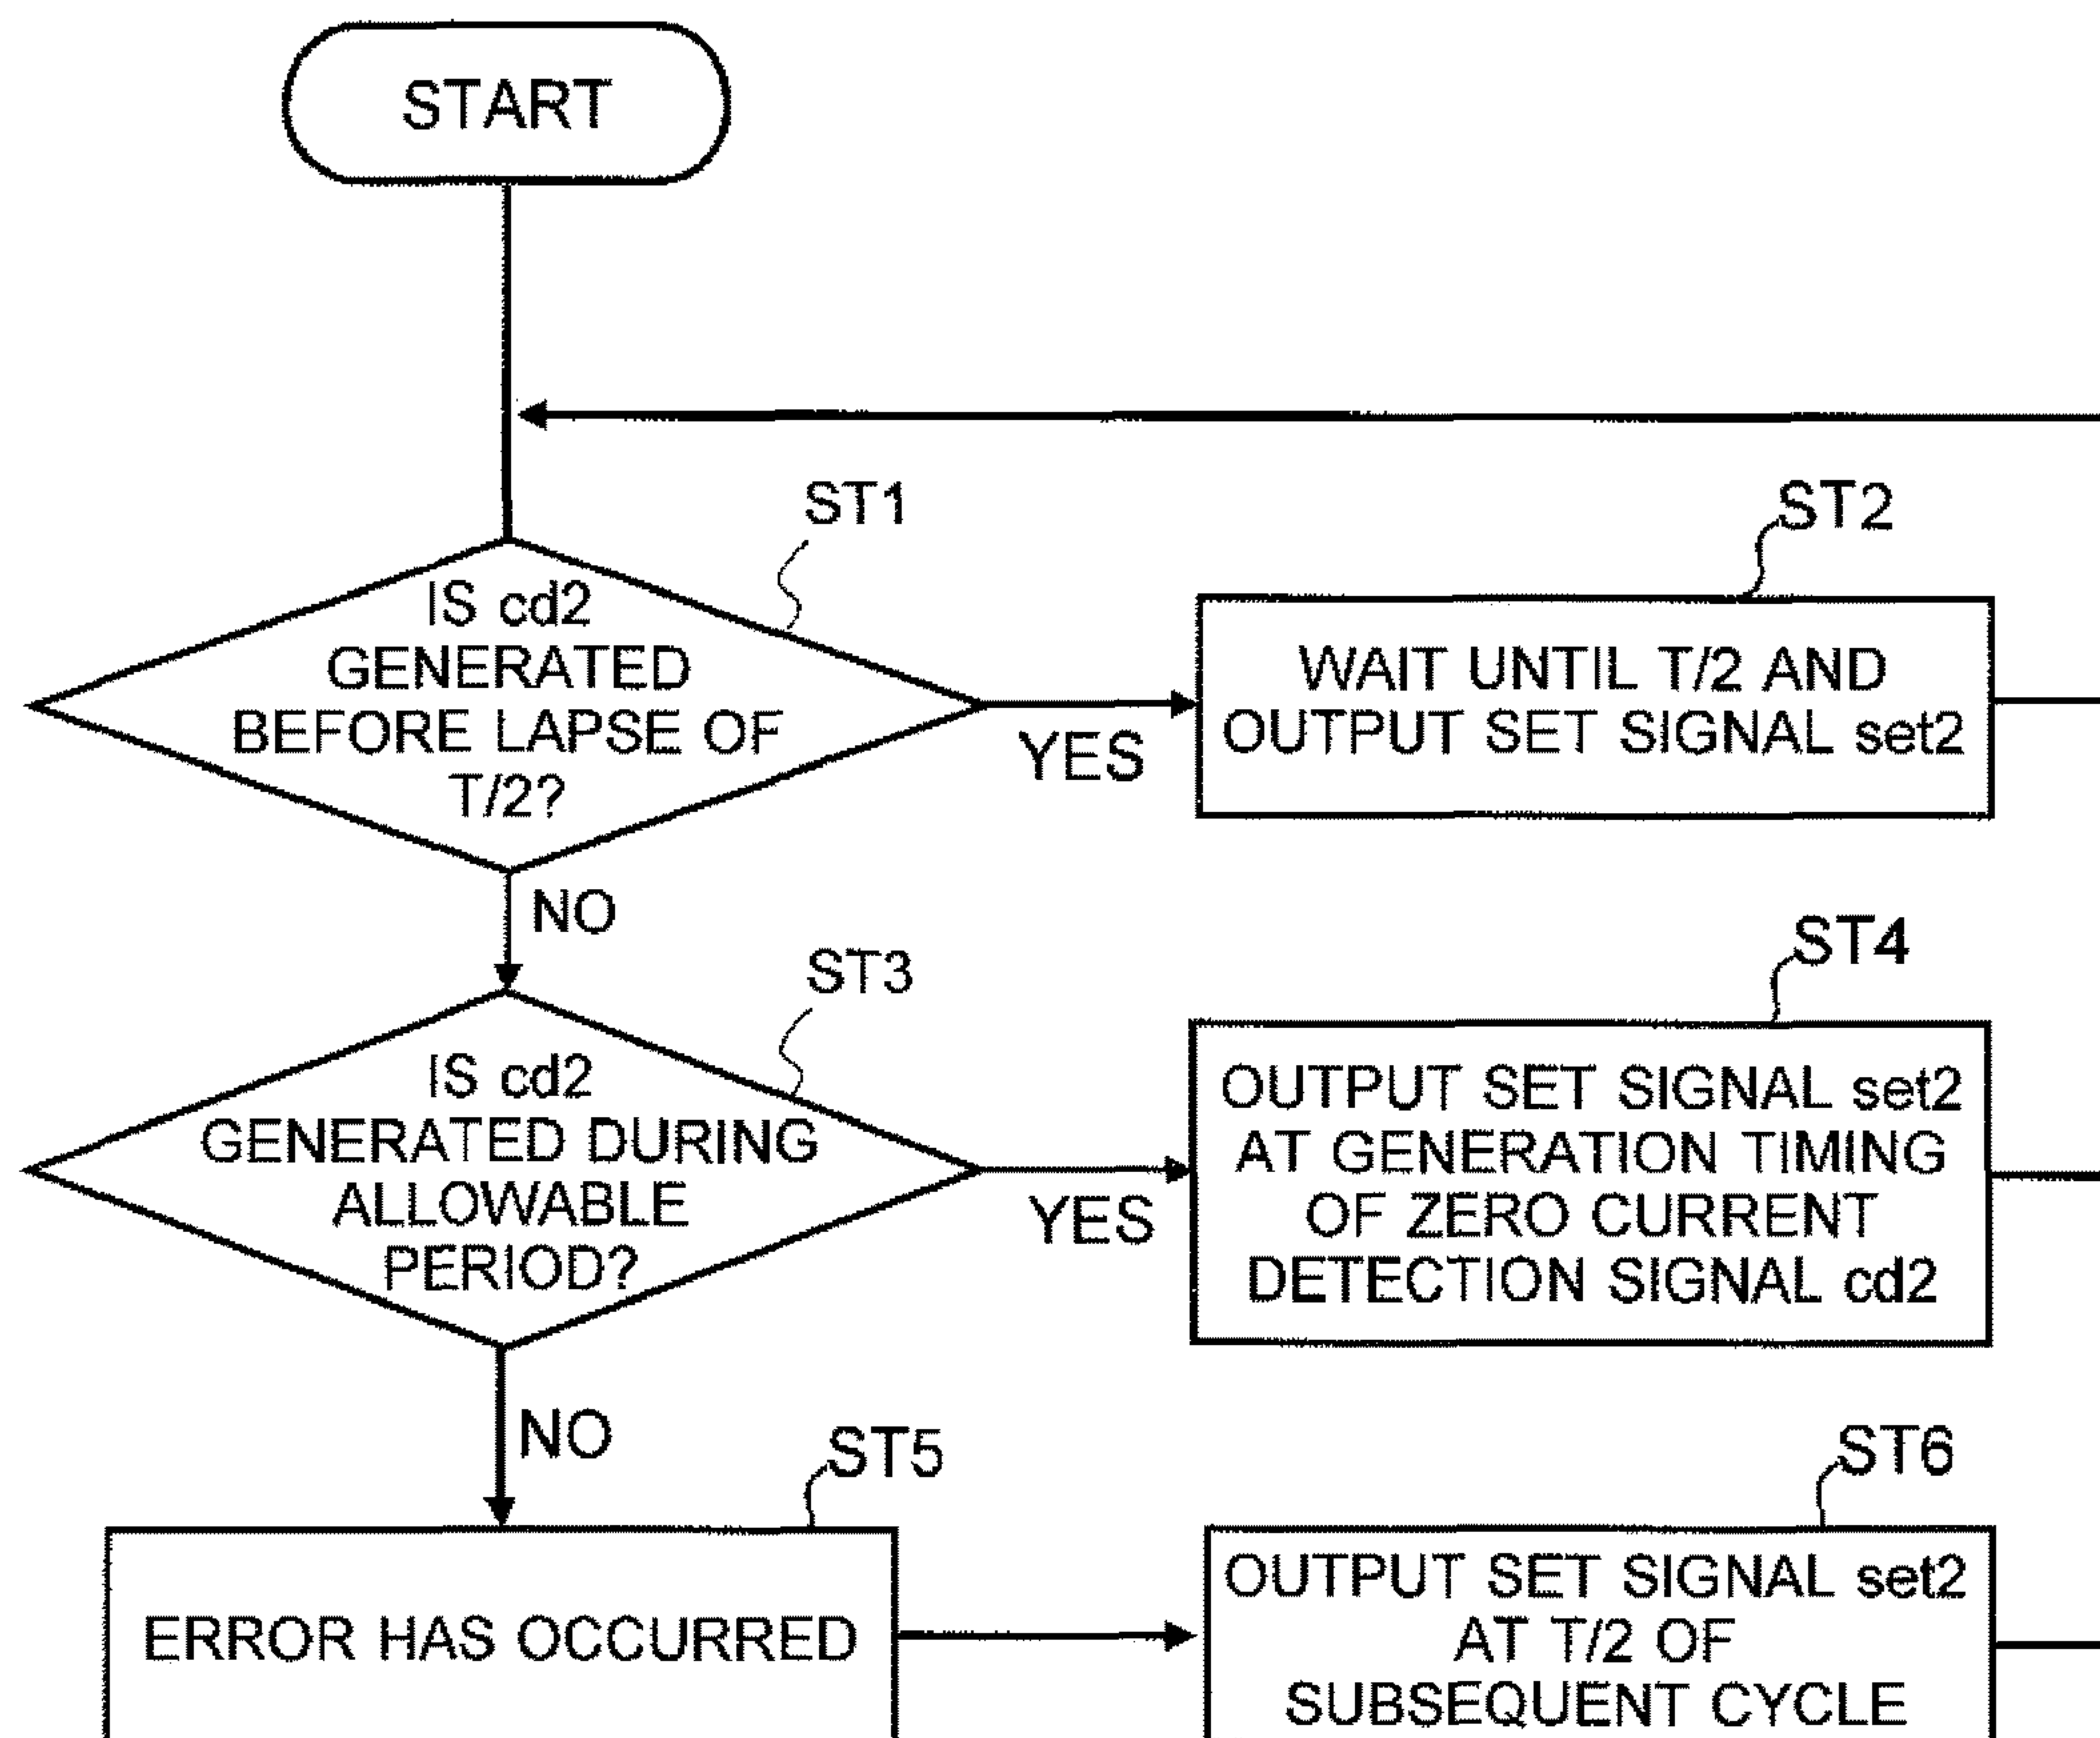 START
ST1
IS cd2
GENERATED
BEFORE LAPSE OF
T/2?
YES
ST2
WAIT UNTIL T/2 AND
OUTPUT SET SIGNAL set2
NO
ST3
IS cd2
GENERATED DURING
ALLOWABLE
PERIOD?
YES
ST4
OUTPUT SET SIGNAL set2
AT GENERATION TIMING
OF ZERO CURRENT
DETECTION SIGNAL cd2
NO
ST5
ERROR HAS OCCURRED
ST6
OUTPUT SET SIGNAL set2
AT T/2 OF
SUBSEQUENT CYCLE